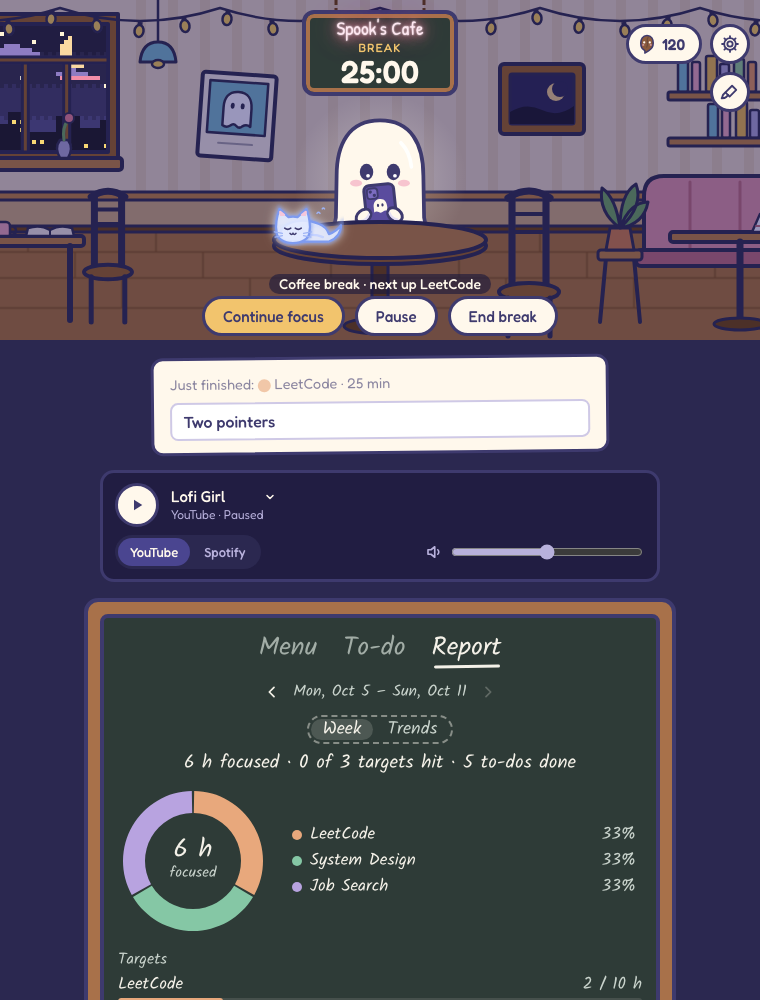 Spook's Cafe
BREAK
25:00
120
Coffee break · next up LeetCode
Continue focus
Pause
End break
Just finished: LeetCode · 25 min
Two pointers
Lofi Girl
YouTube · Paused
YouTube
Spotify
Menu
To-do
Report
Mon, Oct 5 – Sun, Oct 11
Week
Trends
6 h focused · 0 of 3 targets hit · 5 to-dos done
6 h
focused
LeetCode 33%
System Design 33%
Job Search 33%
Targets
LeetCode 2 / 10 h